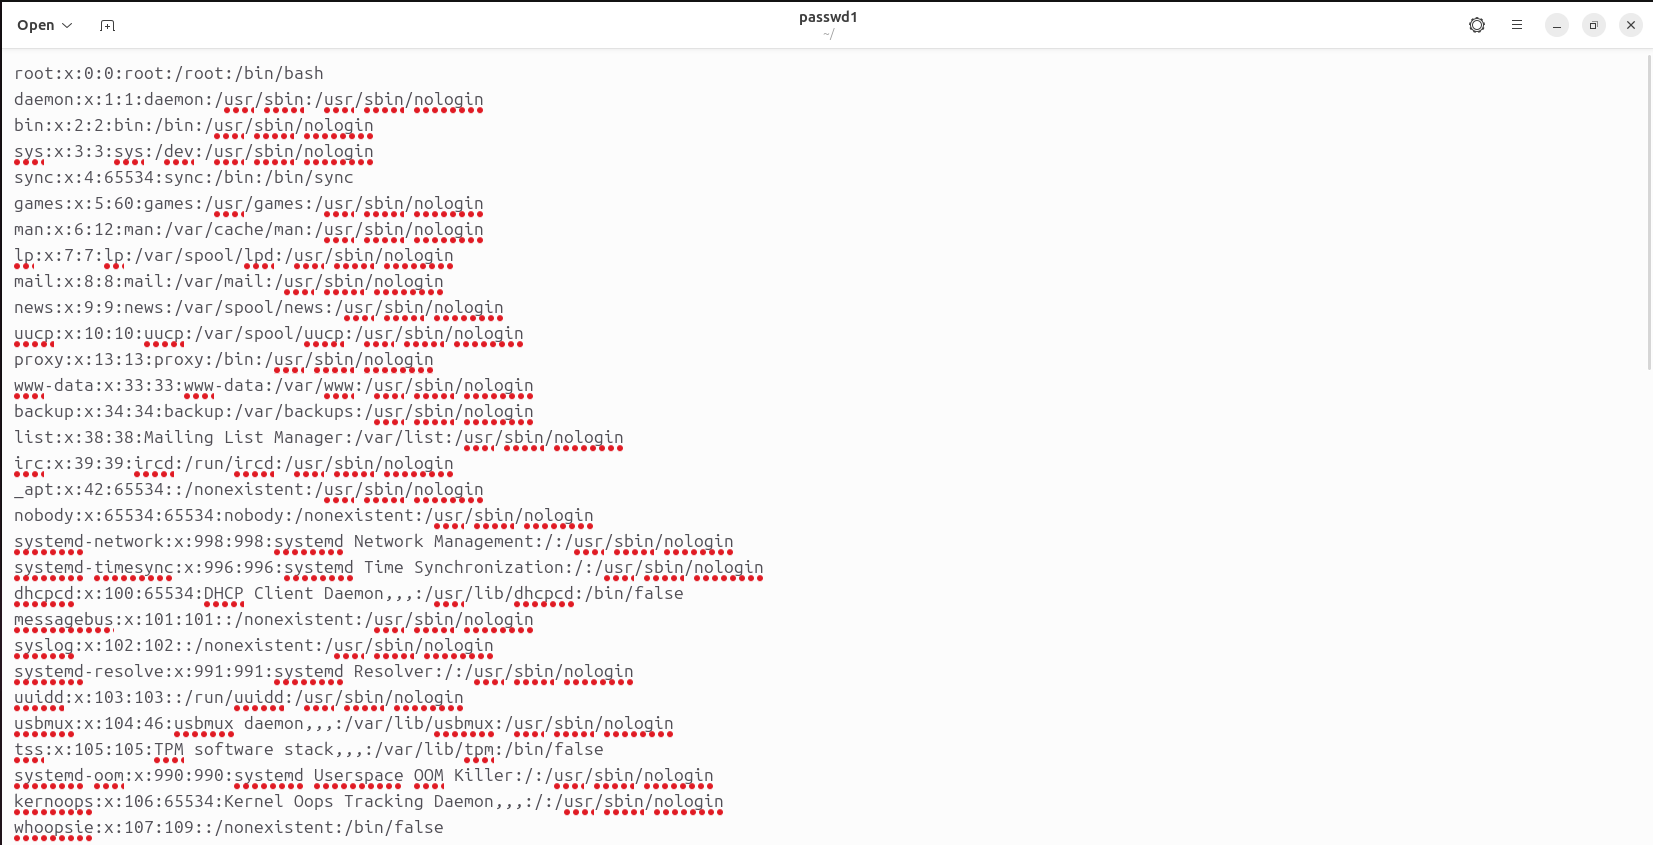 Open
passwd1
~/
root:x:0:0:root:/root:/bin/bash
daemon:x:1:1:daemon:/usr/sbin:/usr/sbin/nologin
bin:x:2:2:bin:/bin:/usr/sbin/nologin
sys:x:3:3:sys:/dev:/usr/sbin/nologin
sync:x:4:65534:sync:/bin:/bin/sync
games:x:5:60:games:/usr/games:/usr/sbin/nologin
man:x:6:12:man:/var/cache/man:/usr/sbin/nologin
lp:x:7:7:lp:/var/spool/lpd:/usr/sbin/nologin
mail:x:8:8:mail:/var/mail:/usr/sbin/nologin
news:x:9:9:news:/var/spool/news:/usr/sbin/nologin
uucp:x:10:10:uucp:/var/spool/uucp:/usr/sbin/nologin
proxy:x:13:13:proxy:/bin:/usr/sbin/nologin
www-data:x:33:33:www-data:/var/www:/usr/sbin/nologin
backup:x:34:34:backup:/var/backups:/usr/sbin/nologin
list:x:38:38:Mailing List Manager:/var/list:/usr/sbin/nologin
irc:x:39:39:ircd:/run/ircd:/usr/sbin/nologin
_apt:x:42:65534::/nonexistent:/usr/sbin/nologin
nobody:x:65534:65534:nobody:/nonexistent:/usr/sbin/nologin
systemd-network:x:998:998:systemd Network Management:/:/usr/sbin/nologin
systemd-timesync:x:996:996:systemd Time Synchronization:/:/usr/sbin/nologin
dhcpcd:x:100:65534:DHCP Client Daemon,,,:/usr/lib/dhcpcd:/bin/false
messagebus:x:101:101::/nonexistent:/usr/sbin/nologin
syslog:x:102:102::/nonexistent:/usr/sbin/nologin
systemd-resolve:x:991:991:systemd Resolver:/:/usr/sbin/nologin
uuidd:x:103:103::/run/uuidd:/usr/sbin/nologin
usbmux:x:104:46:usbmux daemon,,,:/var/lib/usbmux:/usr/sbin/nologin
tss:x:105:105:TPM software stack,,,:/var/lib/tpm:/bin/false
systemd-oom:x:990:990:systemd Userspace OOM Killer:/:/usr/sbin/nologin
kernoops:x:106:65534:Kernel Oops Tracking Daemon,,,:/:/usr/sbin/nologin
whoopsie:x:107:109::/nonexistent:/bin/false